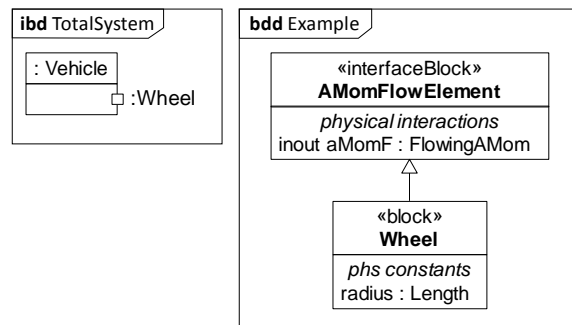 ibd TotalSystem
: Vehicle
:Wheel
bdd Example
«interfaceBlock»
AMomFlowElement
physical interactions
inout aMomF : FlowingAMom
«block»
Wheel
phs constants
radius : Length